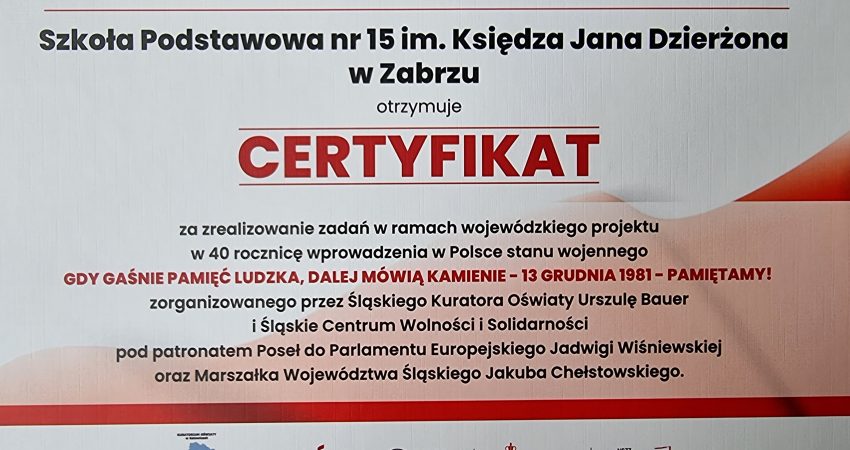 Szkoła Podstawowa nr 15 im. Księdza Jana Dzierżona
w Zabrzu
otrzymuje
CERTYFIKAT
za zrealizowanie zadań w ramach wojewódzkiego projektu
w 40 rocznicę wprowadzenia w Polsce stanu wojennego
GDY GAŚNIE PAMIĘĆ LUDZKA, DALEJ MÓWIĄ KAMIENIE - 13 GRUDNIA 1981 - PAMIĘTAMY!
zorganizowanego przez Śląskiego Kuratora Oświaty Urszulę Bauer
i Śląskie Centrum Wolności i Solidarności
pod patronatem Poseł do Parlamentu Europejskiego Jadwigi Wiśniewskiej
oraz Marszałka Województwa Śląskiego Jakuba Chełstowskiego.
KURATORIUM OŚWIATY
w Katowicach